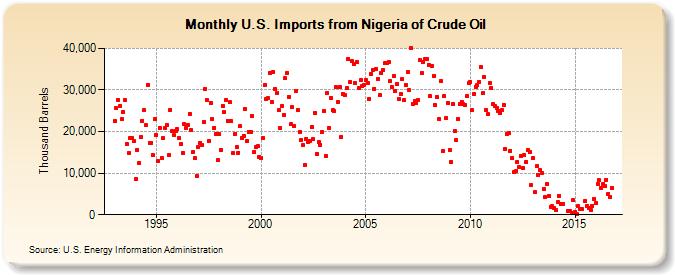 Monthly U.S. Imports from Nigeria of Crude Oil
Thousand Barrels
40,000
30,000
20,000
10,000
0
1995 2000 2005 2010 2015
Source: U.S. Energy Information Administration